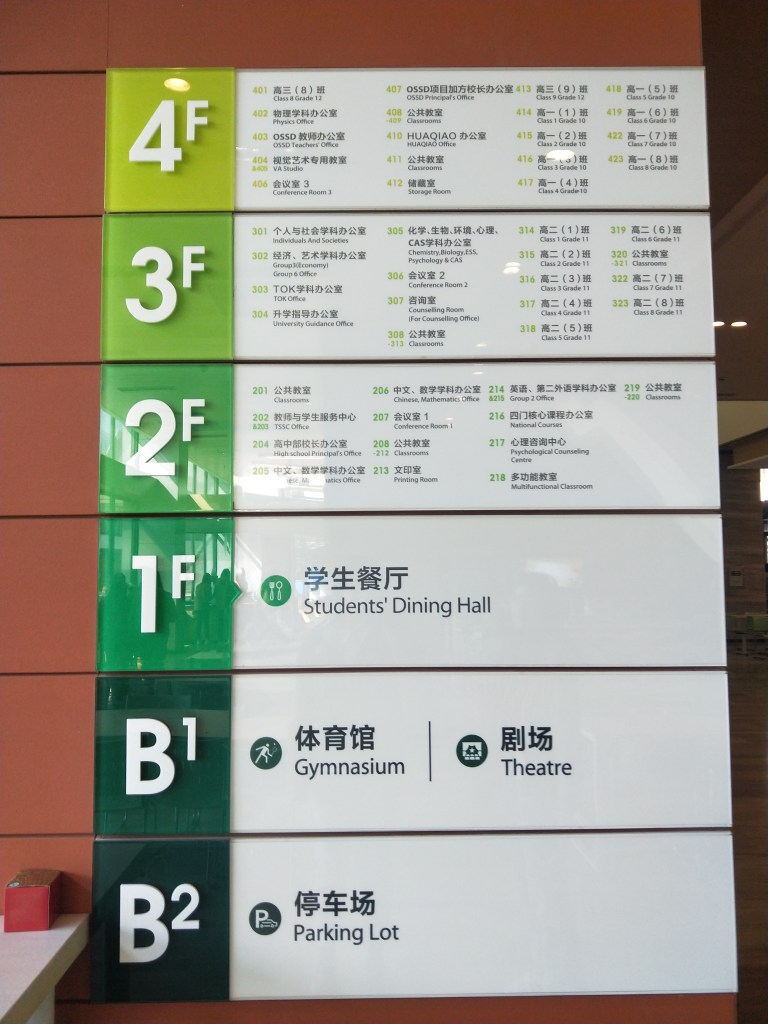 4F
401 高三（8）班
Class 8 Grade 12
402 物理学科办公室
Physics Office
403 OSSD 教师办公室
OSSD Teachers' Office
404 视觉艺术专用教室
&405 VA Studio
406 会议室 3
Conference Room 3
407 OSSD项目加方校长办公室
OSSD Principal's Office
408 公共教室
-409 Classrooms
410 HUAQIAO 办公室
HUAQIAO Office
411 公共教室
Classrooms
412 储藏室
Storage Room
413 高三（9）班
Class 9 Grade 12
414 高一（1）班
Class 1 Grade 10
415 高一（2）班
Class 2 Grade 10
416 高一（3）班
Class 3 Grade 10
417 高一（4）班
Class 4 Grade 10
418 高一（5）班
Class 5 Grade 10
419 高一（6）班
Class 6 Grade 10
422 高一（7）班
Class 7 Grade 10
423 高一（8）班
Class 8 Grade 10
3F
301 个人与社会学科办公室
Individuals And Societies
302 经济、艺术学科办公室
Group3(Economy)
Group 6 Office
303 TOK学科办公室
TOK Office
304 升学指导办公室
University Guidance Office
305 化学、生物、环境、心理、
CAS学科办公室
Chemistry,Biology,ESS,
Psychology & CAS
306 会议室 2
Conference Room 2
307 咨询室
Counselling Room
(For Counselling Office)
308 公共教室
-313 Classrooms
314 高二（1）班
Class 1 Grade 11
315 高二（2）班
Class 2 Grade 11
316 高二（3）班
Class 3 Grade 11
317 高二（4）班
Class 4 Grade 11
318 高二（5）班
Class 5 Grade 11
319 高二（6）班
Class 6 Grade 11
320 公共教室
-321 Classrooms
322 高二（7）班
Class 7 Grade 11
323 高二（8）班
Class 8 Grade 11
2F
201 公共教室
Classrooms
202 教师与学生服务中心
&203 TSSC Office
204 高中部校长办公室
High school Principal's Office
205 中文、数学学科办公室
Chinese, Mathematics Office
206 中文、数学学科办公室
Chinese, Mathematics Office
207 会议室 1
Conference Room 1
208 公共教室
-212 Classrooms
213 文印室
Printing Room
214 英语、第二外语学科办公室
&215 Group 2 Office
216 四门核心课程办公室
National Courses
217 心理咨询中心
Psychological Counseling
Centre
218 多功能教室
Multifunctional Classroom
219 公共教室
-220 Classrooms
1F
学生餐厅
Students' Dining Hall
B1
体育馆
Gymnasium
剧场
Theatre
B2
停车场
Parking Lot